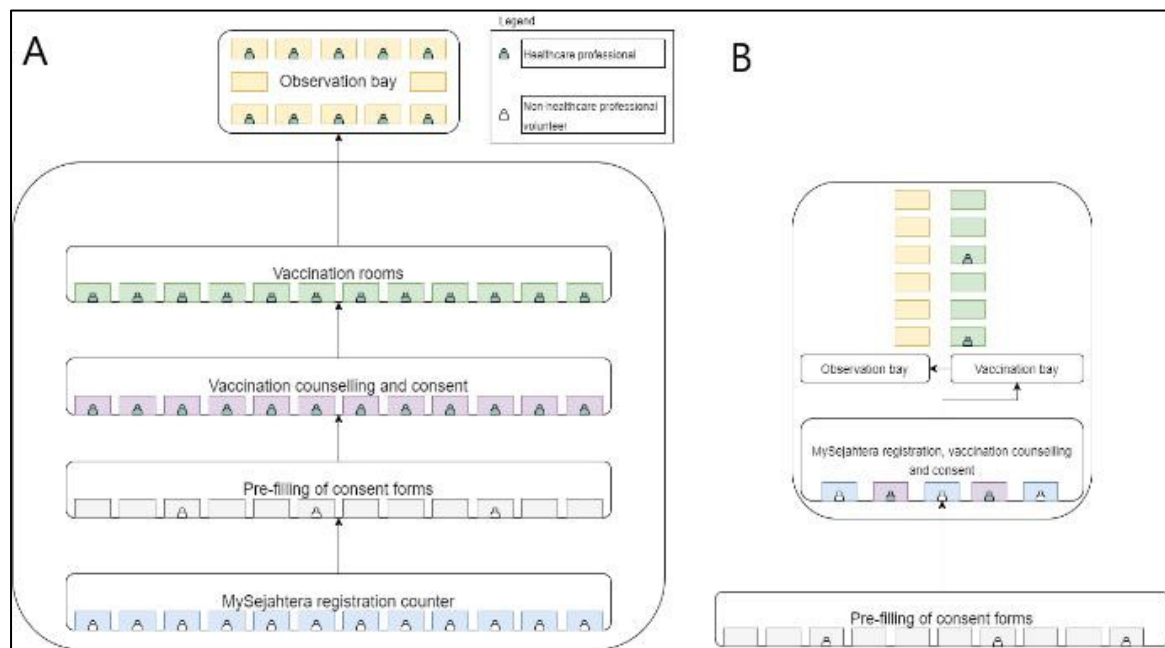 A
Observation bay
Legend
Healthcare professional
Non-healthcare professional
volunteer
B
Vaccination rooms
Vaccination counselling and consent
Pre-filling of consent forms
MySejahtera registration counter
Observation bay
Vaccination bay
MySejahtera registration, vaccination counselling
and consent
Pre-filling of consent forms